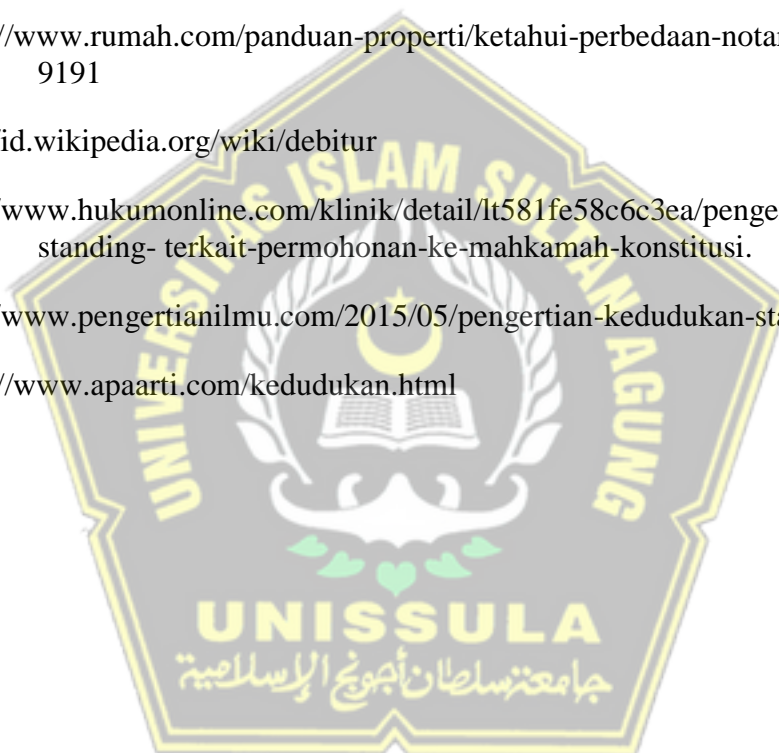 //www.rumah.com/panduan-properti/ketahui-perbedaan-notar
9191
/id.wikipedia.org/wiki/debitur
/www.hukumonline.com/klinik/detail/lt581fe58c6c3ea/penge
standing- terkait-permohonan-ke-mahkamah-konstitusi.
/www.pengertianilmu.com/2015/05/pengertian-kedudukan-sta
//www.apaarti.com/kedudukan.html
UNIVERSITAS ISLAM SULTAN AGUNG
UNISSULA
جامعتنسلطان أجونج الإسلامية